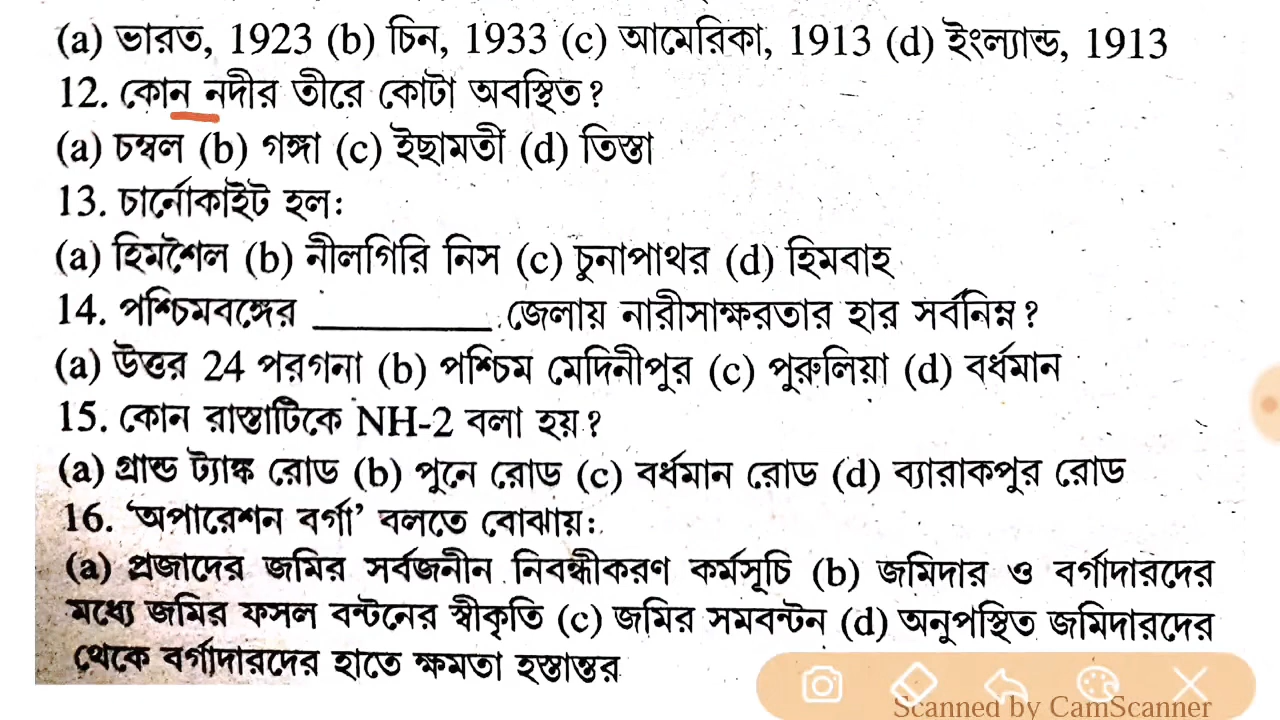 (a) ভারত, 1923 (b) চিন, 1933 (c) আমেরিকা, 1913 (d) ইংল্যান্ড, 1913
12. কোন নদীর তীরে কোটা অবস্থিত?
(a) চম্বল (b) গঙ্গা (c) ইছামতী (d) তিস্তা
13. চার্নোকাইট হল:
(a) হিমশৈল (b) নীলগিরি নিস (c) চুনাপাথর (d) হিমবাহ
14. পশ্চিমবঙ্গের __________ জেলায় নারীসাক্ষরতার হার সর্বনিম্ন?
(a) উত্তর 24 পরগনা (b) পশ্চিম মেদিনীপুর (c) পুরুলিয়া (d) বর্ধমান
15. কোন রাস্তাটিকে NH-2 বলা হয়?
(a) গ্রান্ড ট্যাঙ্ক রোড (b) পুনে রোড (c) বর্ধমান রোড (d) ব্যারাকপুর রোড
16. 'অপারেশন বর্গা' বলতে বোঝায়:
(a) প্রজাদের জমির সর্বজনীন নিবন্ধীকরণ কর্মসূচি (b) জমিদার ও বর্গাদারদের
মধ্যে জমির ফসল বন্টনের স্বীকৃতি (c) জমির সমবন্টন (d) অনুপস্থিত জমিদারদের
থেকে বর্গাদারদের হাতে ক্ষমতা হস্তান্তর
Scanned by CamScanner